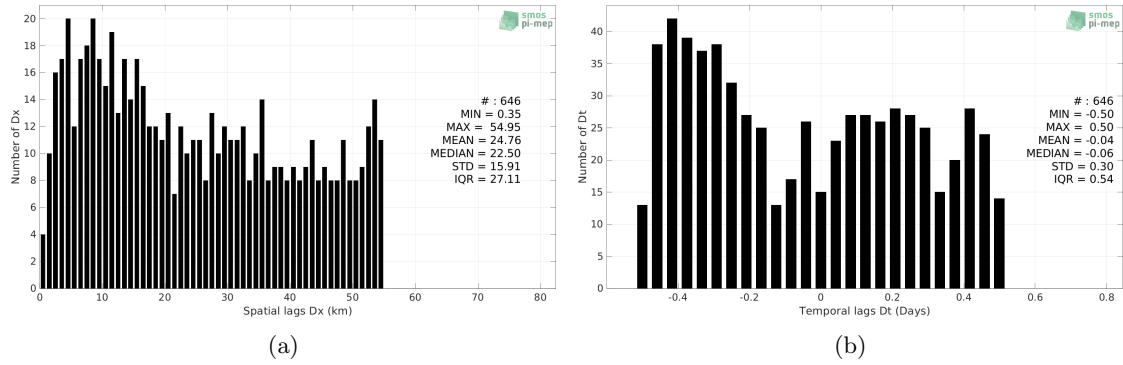 smos
pi-mep
20
18
16
14
12
10
8
6
4
2
0
Number of Dx
# : 646
MIN = 0.35
MAX = 54.95
MEAN = 24.76
MEDIAN = 22.50
STD = 15.91
IQR = 27.11
0 10 20 30 40 50 60 70 80
Spatial lags Dx (km)
(a)
smos
pi-mep
40
35
30
25
20
15
10
5
0
Number of Dt
# : 646
MIN = -0.50
MAX = 0.50
MEAN = -0.04
MEDIAN = -0.06
STD = 0.30
IQR = 0.54
-0.4 -0.2 0 0.2 0.4 0.6 0.8
Temporal lags Dt (Days)
(b)